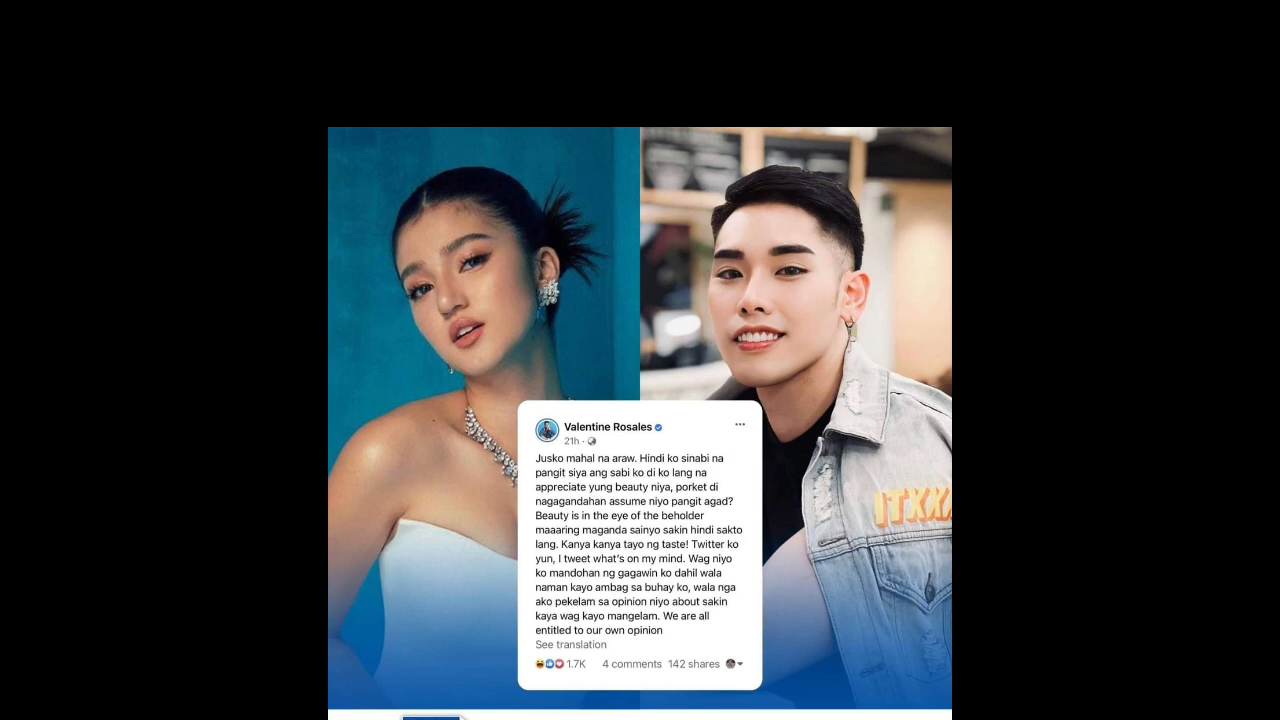 Valentine Rosales
21h ·
Jusko mahal na araw. Hindi ko sinabi na
pangit siya ang sabi ko di ko lang na
appreciate yung beauty niya, porket di
nagagandahan assume niyo pangit agad?
Beauty is in the eye of the beholder
maaaring maganda sainyo sakin hindi sakto
lang. Kanya kanya tayo ng taste! Twitter ko
yun, I tweet what's on my mind. Wag niyo
ko mandohan ng gagawin ko dahil wala
naman kayo ambag sa buhay ko, wala nga
ako pekelam sa opinion niyo about sakin
kaya wag kayo mangelam. We are all
entitled to our own opinion
See translation
1.7K 4 comments 142 shares
ITXX